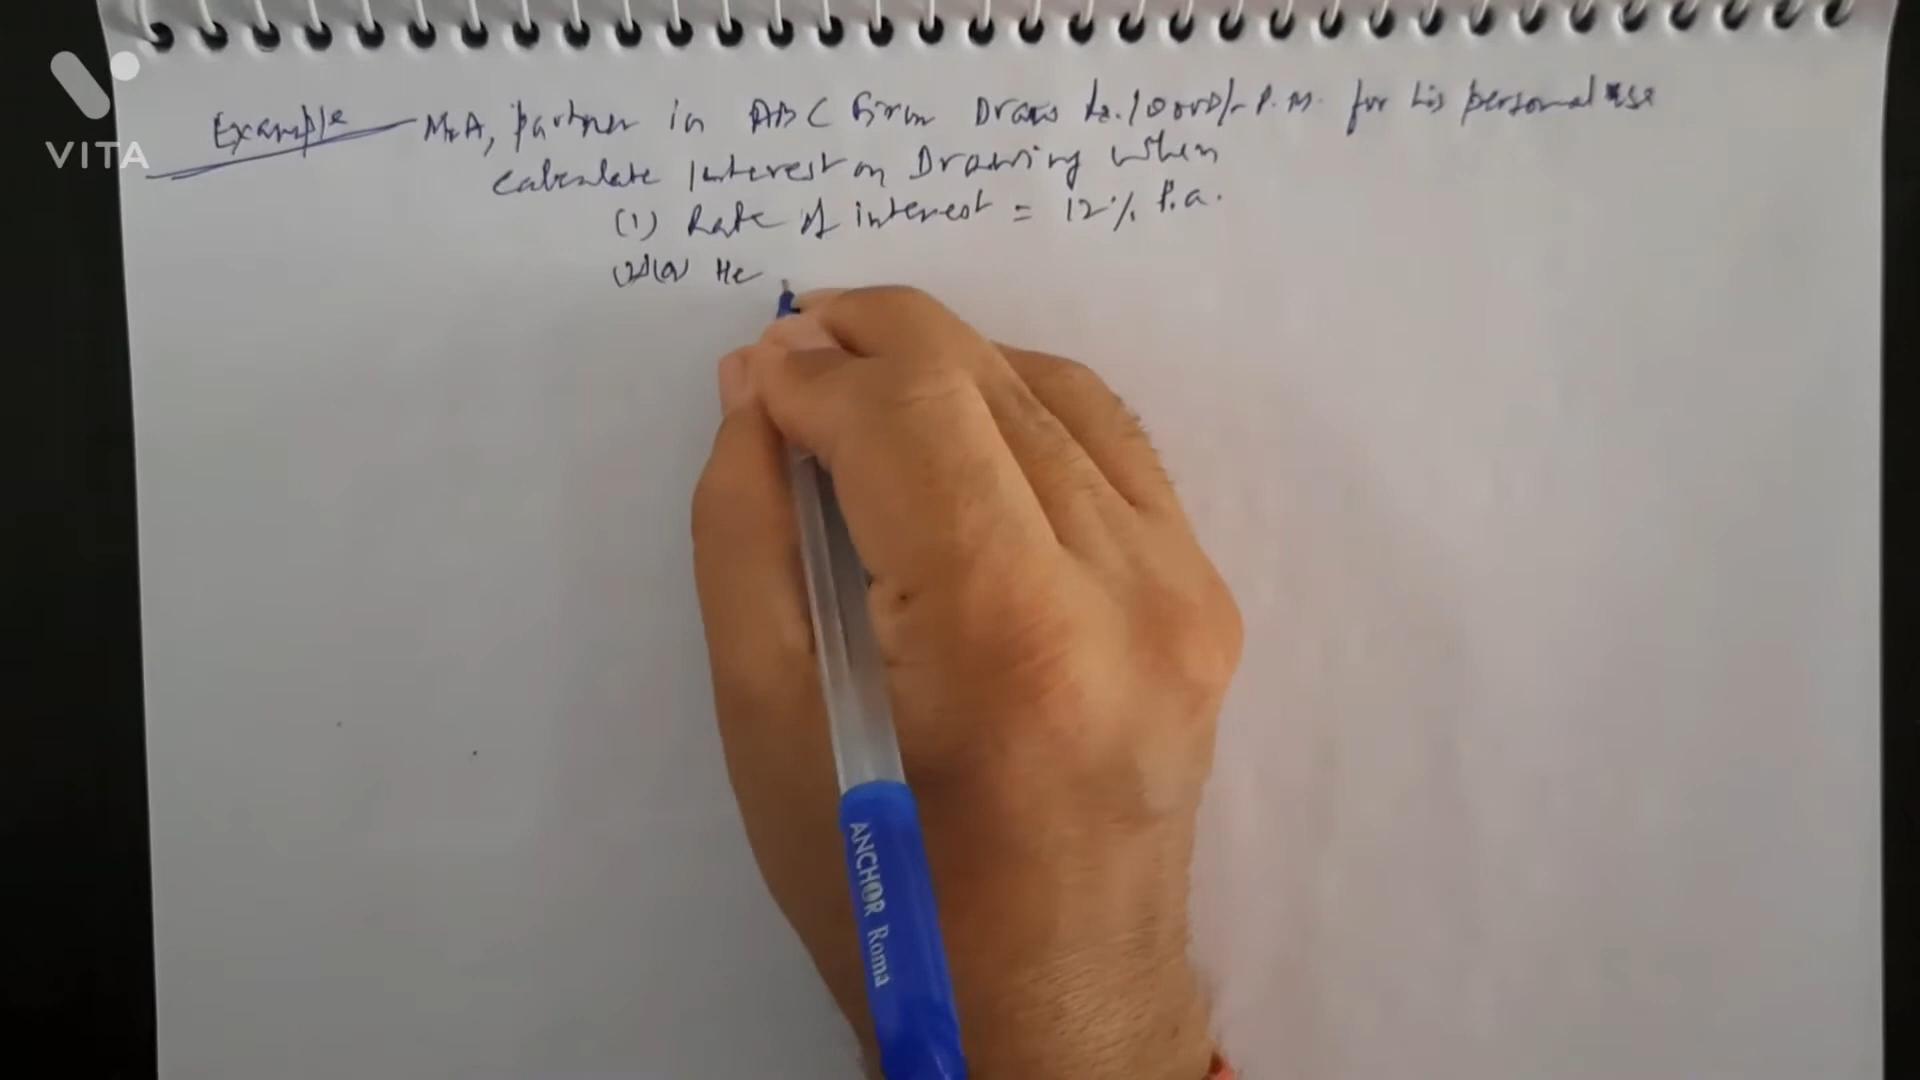 VITA
Example - Mr. A, partner in ABC firm Draws Rs. 10000/- P.M. for his personal use
Calculate Interest on Drawing when
(1) Rate of interest = 12% P.a.
(2) (a) He
ANCHOR Roma